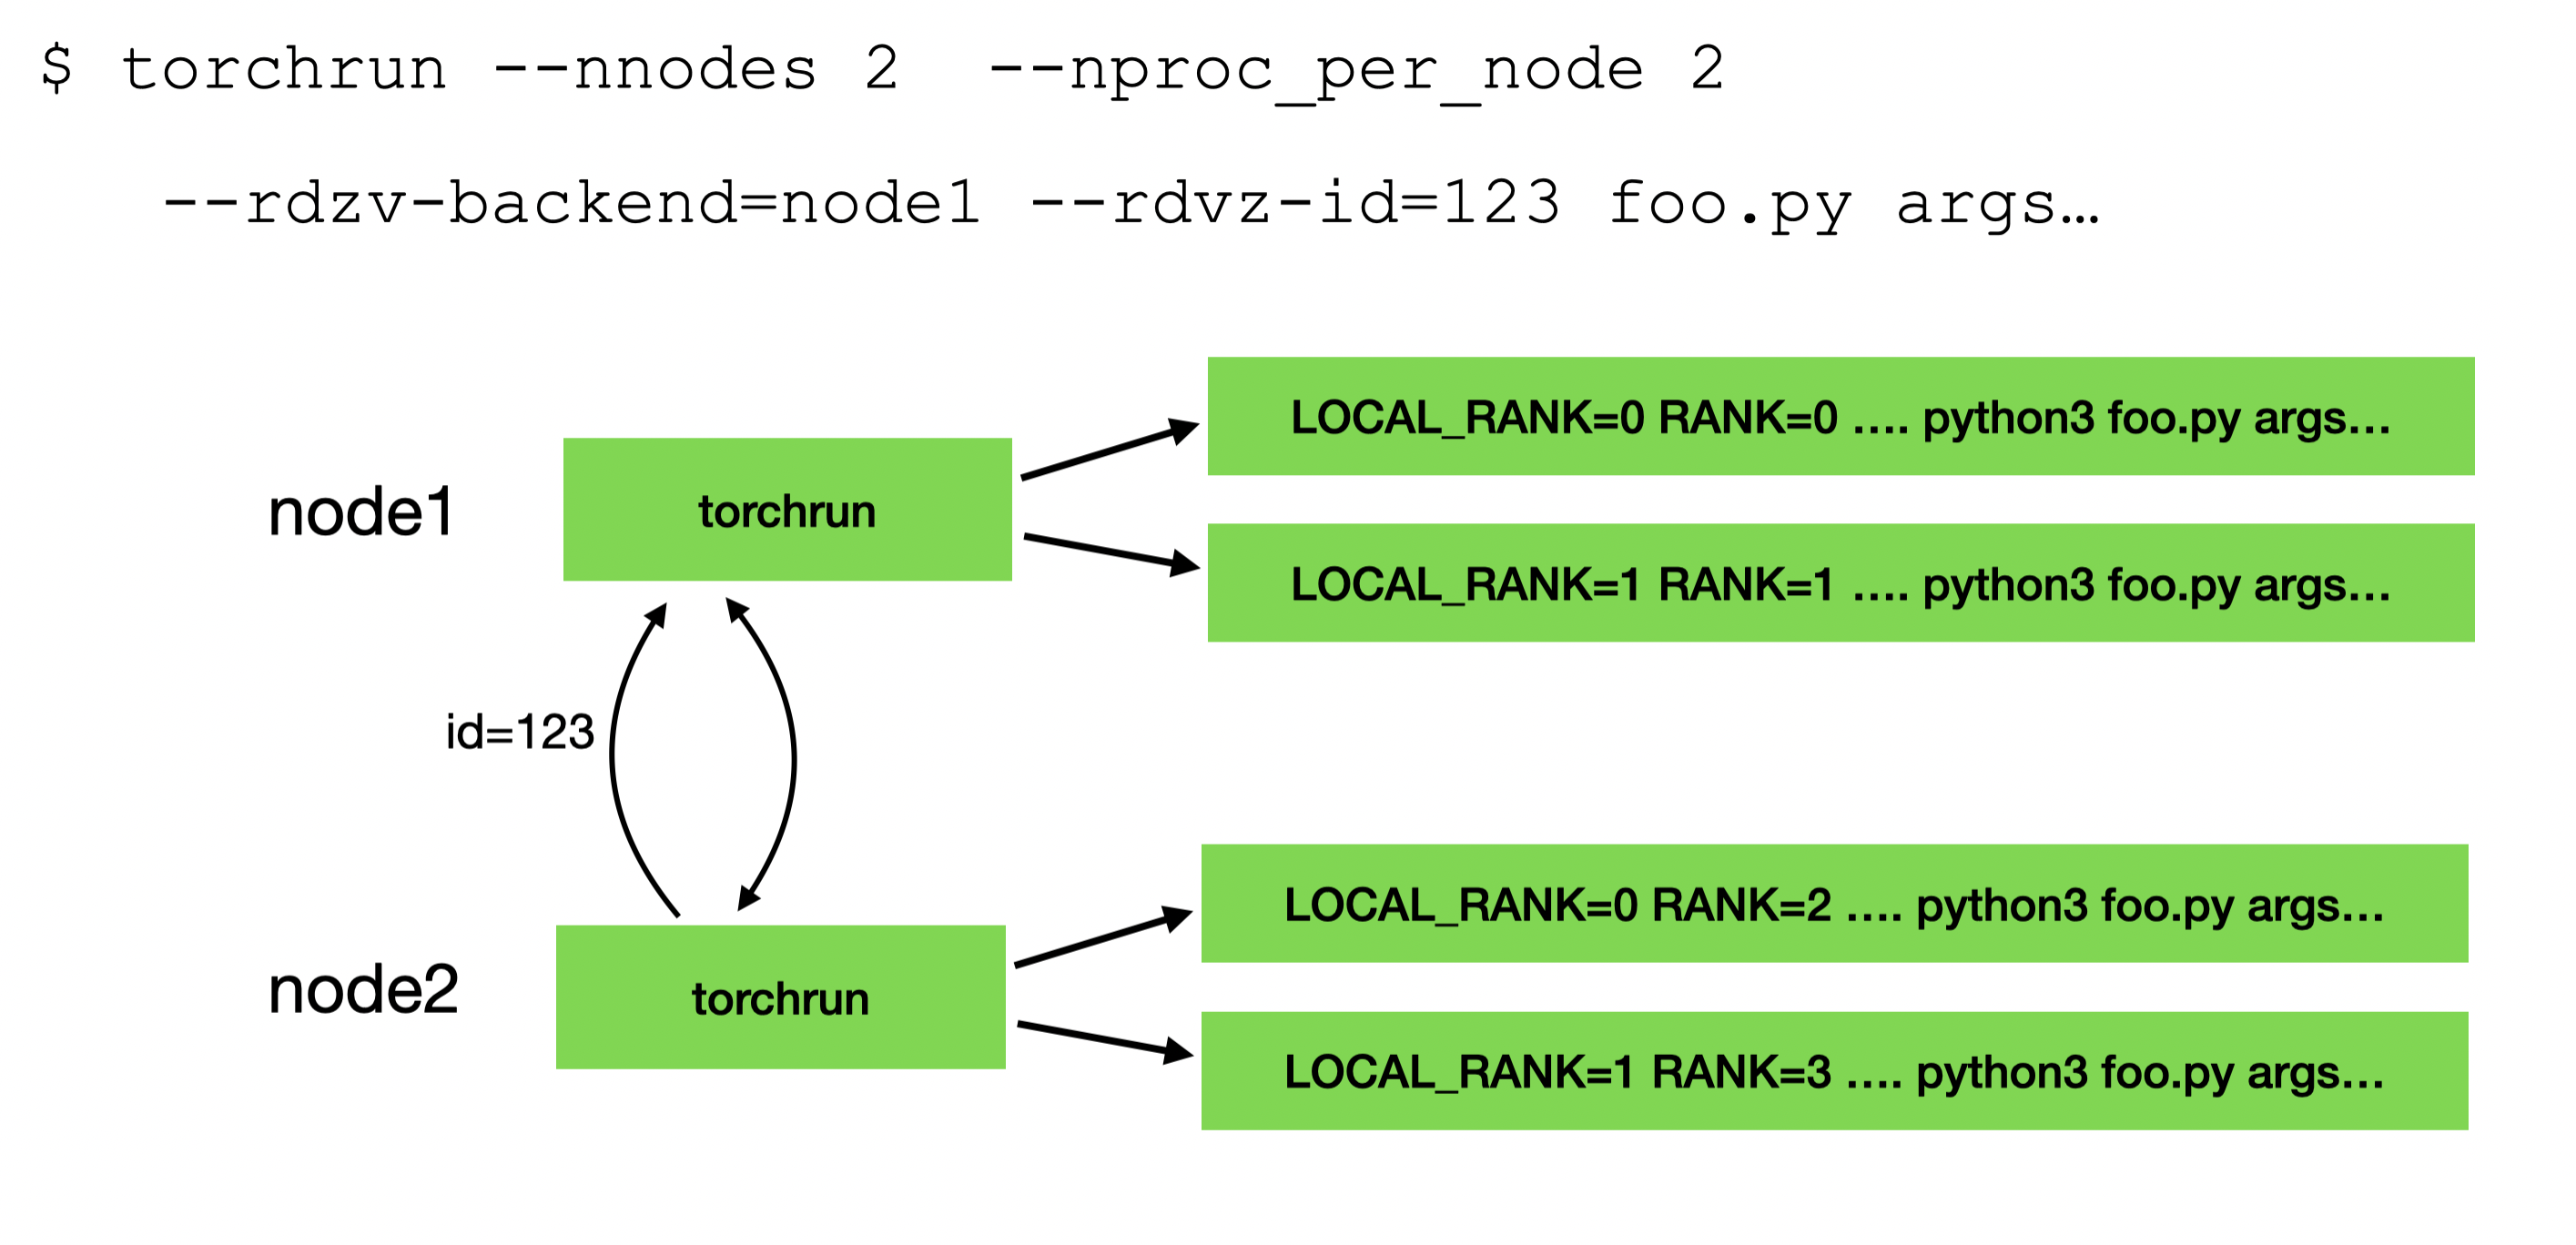 $ torchrun --nnodes 2  --nproc_per_node 2
--rdzv-backend=node1 --rdvz-id=123 foo.py args…
LOCAL_RANK=0 RANK=0 …. python3 foo.py args…
node1
torchrun
LOCAL_RANK=1 RANK=1 …. python3 foo.py args…
id=123
LOCAL_RANK=0 RANK=2 …. python3 foo.py args…
node2
torchrun
LOCAL_RANK=1 RANK=3 …. python3 foo.py args…